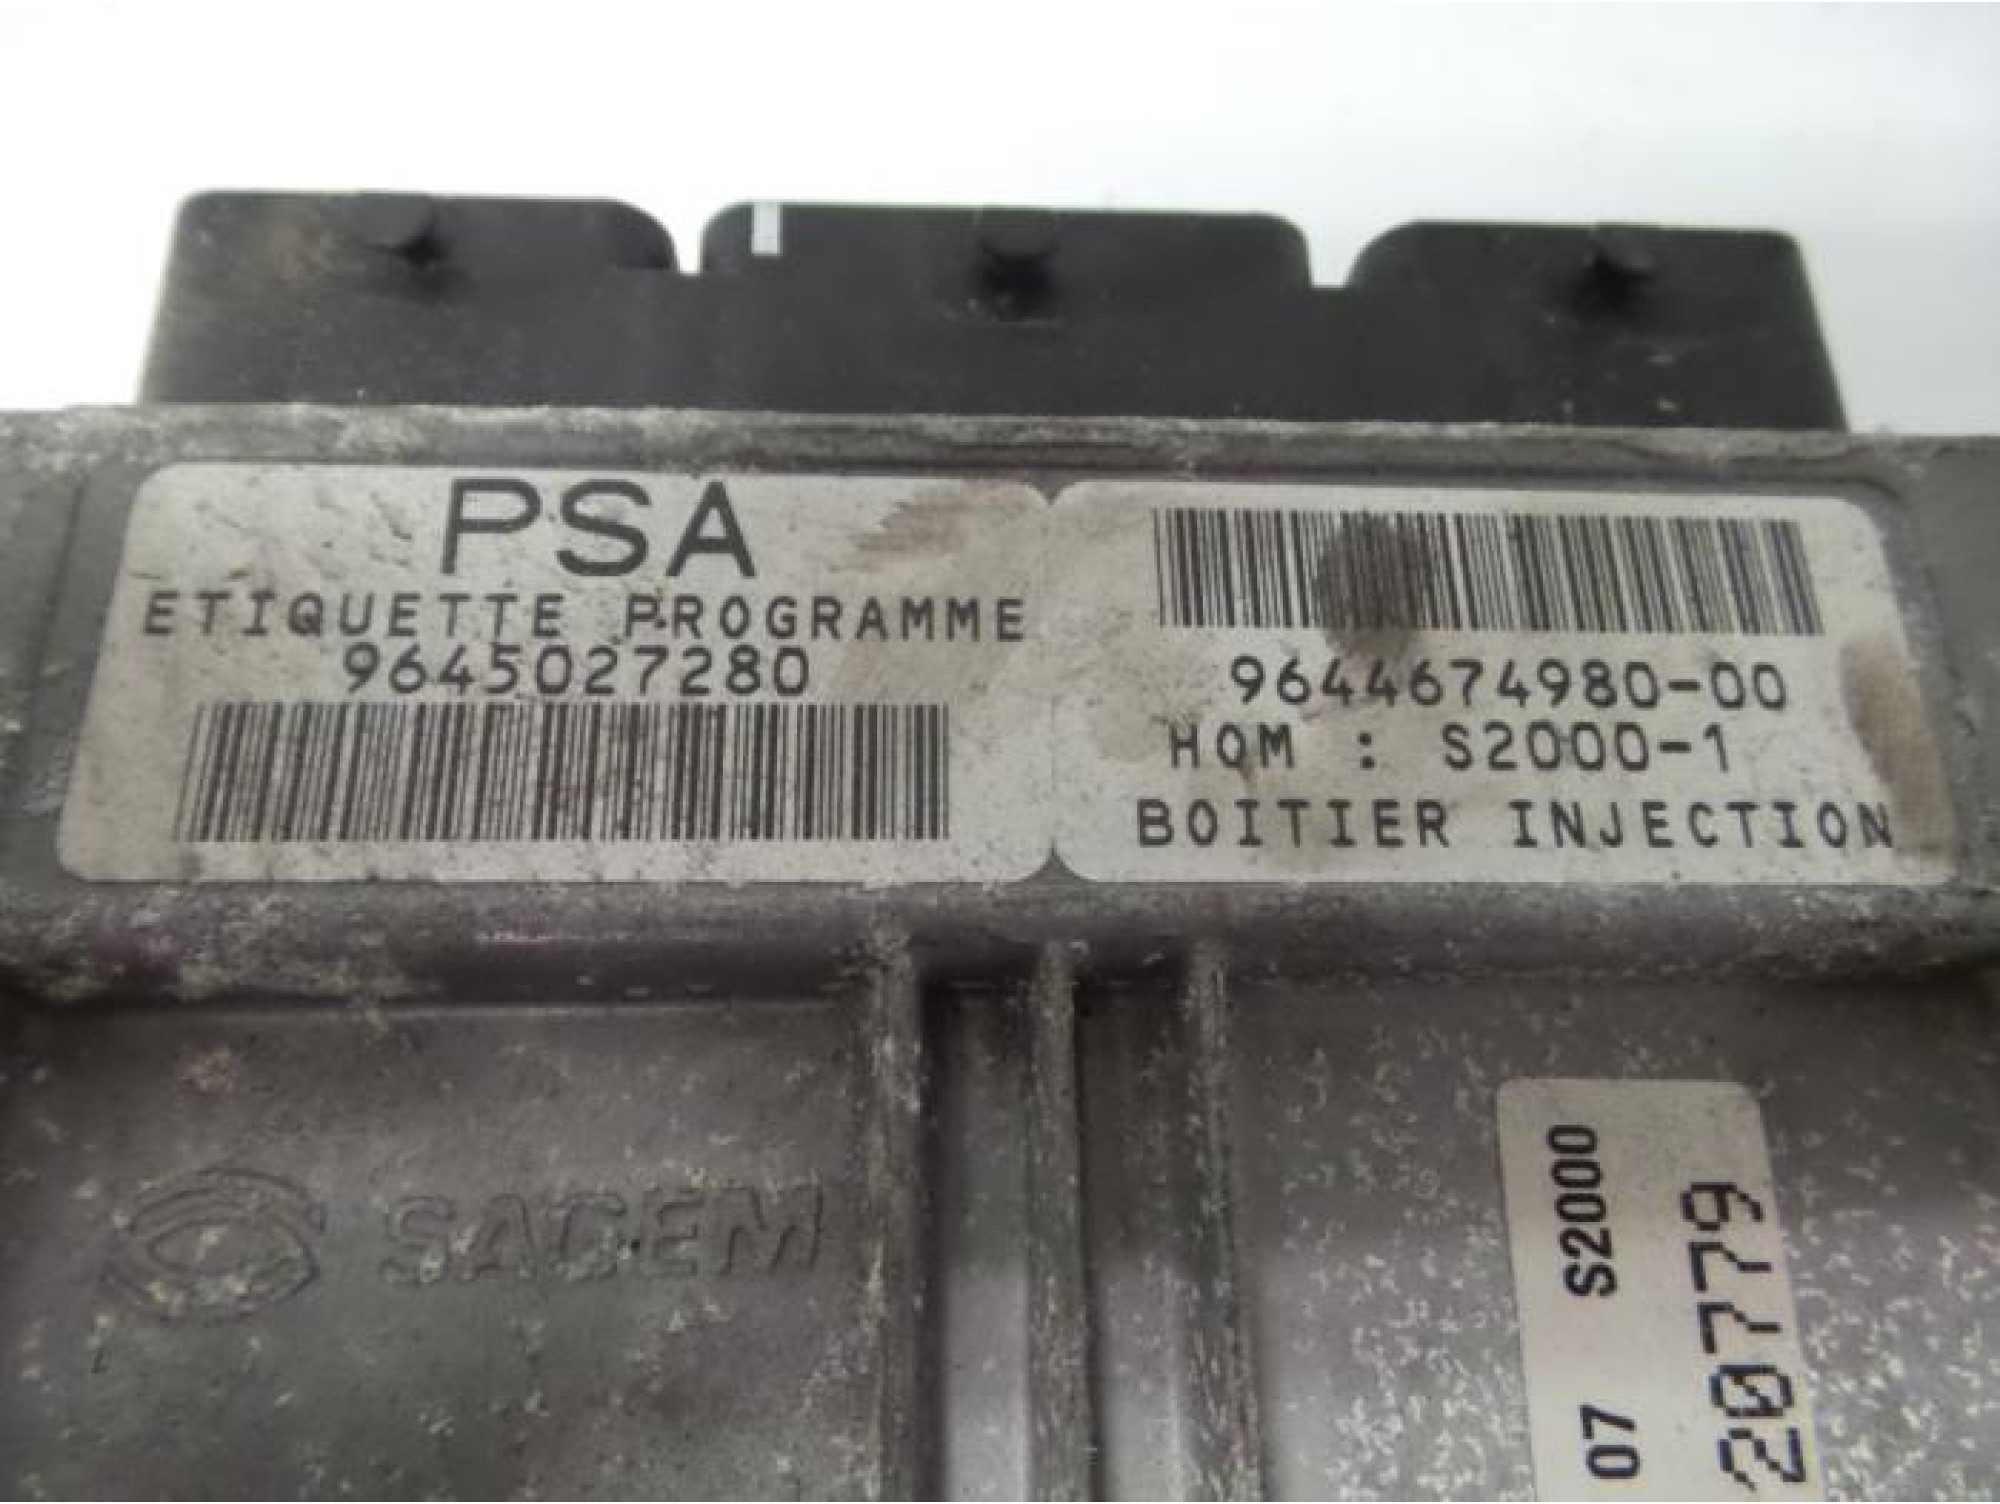 PSA
ETIQUETTE PROGRAMME
9645027280
9644674980-00
HOM : S2000-1
BOITIER INJECTION
SAGEM
07 S2000
20779